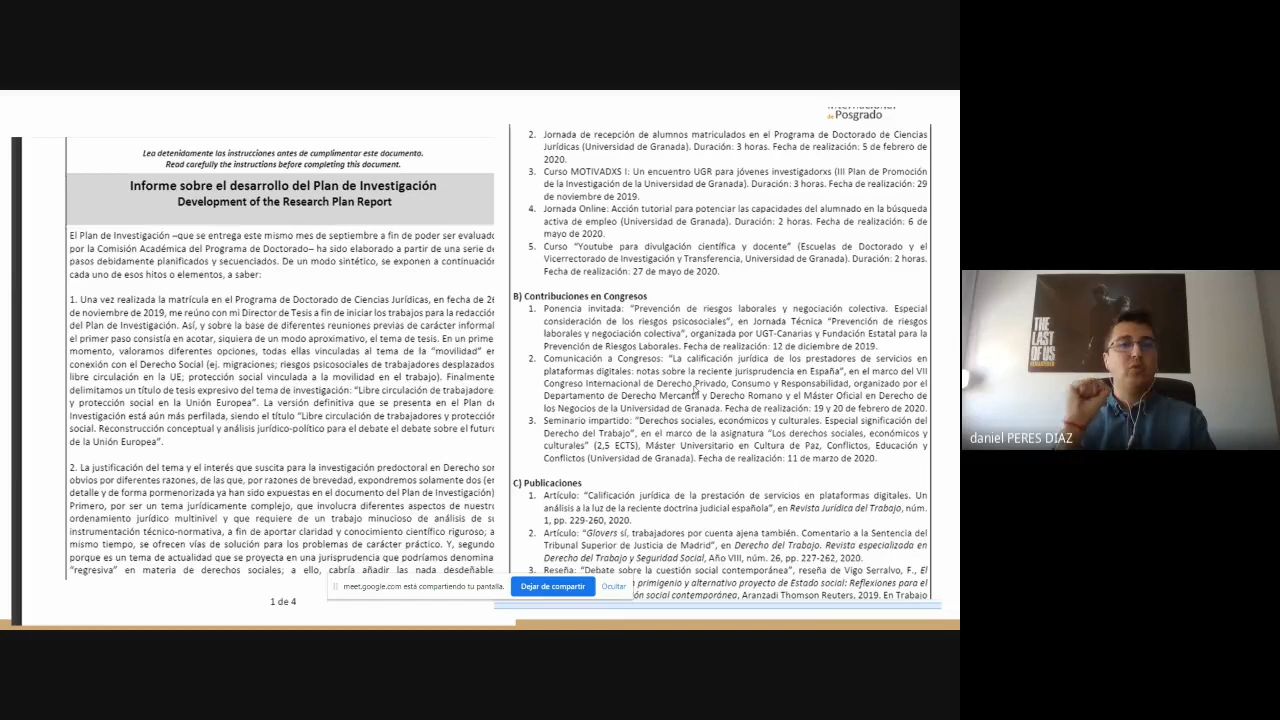 Lea detenidamente las instrucciones antes de cumplimentar este documento.
Read carefully the instructions before completing this document.
Informe sobre el desarrollo del Plan de Investigación
Development of the Research Plan Report
El Plan de Investigación –que se entrega este mismo mes de septiembre a fin de poder ser evaluado
por la Comisión Académica del Programa de Doctorado– ha sido elaborado a partir de una serie de
pasos debidamente planificados y secuenciados. De un modo sintético, se exponen a continuación
cada uno de esos hitos o elementos, a saber:
1. Una vez realizada la matrícula en el Programa de Doctorado de Ciencias Jurídicas, en fecha de 26
de noviembre de 2019, me reúno con mi Director de Tesis a fin de iniciar los trabajos para la redacción
del Plan de Investigación. Así, y sobre la base de diferentes reuniones previas de carácter informal
el primer paso consistía en acotar, siquiera de un modo aproximativo, el tema de tesis. En un prime
momento, valoramos diferentes opciones, todas ellas vinculadas al tema de la “movilidad” en
conexión con el Derecho Social (ej. migraciones; riesgos psicosociales de trabajadores desplazados
libre circulación en la UE; protección social vinculada a la movilidad en el trabajo). Finalmente
delimitamos un título de tesis expresivo del tema de investigación: “Libre circulación de trabajadore
y protección social en la Unión Europea”. La versión definitiva que se presenta en el Plan de
Investigación está aún más perfilada, siendo el título “Libre circulación de trabajadores y protecció
social. Reconstrucción conceptual y análisis jurídico-político para el debate el debate sobre el futuro
de la Unión Europea”.
2. La justificación del tema y el interés que suscita para la investigación predoctoral en Derecho son
obvios por diferentes razones, de las que, por razones de brevedad, expondremos solamente dos (en
detalle y de forma pormenorizada ya han sido expuestas en el documento del Plan de Investigación)
Primero, por ser un tema jurídicamente complejo, que involucra diferentes aspectos de nuestro
ordenamiento jurídico multinivel y que requiere de un trabajo minucioso de análisis de su
instrumentación técnico-normativa, a fin de aportar claridad y conocimiento científico riguroso; a
mismo tiempo, se ofrecen vías de solución para los problemas de carácter práctico. Y, segundo
porque es un tema de actualidad que se proyecta en una jurisprudencia que podríamos denomina
“regresiva” en materia de derechos sociales; a ello, cabría añadir las nada desdeñable
1 de 4
Internacional
de Posgrado
2. Jornada de recepción de alumnos matriculados en el Programa de Doctorado de Ciencias
Jurídicas (Universidad de Granada). Duración: 3 horas. Fecha de realización: 5 de febrero de
2020.
3. Curso MOTIVADXS I: Un encuentro UGR para jóvenes investigadorxs (III Plan de Promoción
de la Investigación de la Universidad de Granada). Duración: 3 horas. Fecha de realización: 29
de noviembre de 2019.
4. Jornada Online: Acción tutorial para potenciar las capacidades del alumnado en la búsqueda
activa de empleo (Universidad de Granada). Duración: 2 horas. Fecha de realización: 6 de
mayo de 2020.
5. Curso “Youtube para divulgación científica y docente” (Escuelas de Doctorado y el
Vicerrectorado de Investigación y Transferencia, Universidad de Granada). Duración: 2 horas.
Fecha de realización: 27 de mayo de 2020.
B) Contribuciones en Congresos
1. Ponencia invitada: “Prevención de riesgos laborales y negociación colectiva. Especial
consideración de los riesgos psicosociales”, en Jornada Técnica “Prevención de riesgos
laborales y negociación colectiva”, organizada por UGT-Canarias y Fundación Estatal para la
Prevención de Riesgos Laborales. Fecha de realización: 12 de diciembre de 2019.
2. Comunicación a Congresos: “La calificación jurídica de los prestadores de servicios en
plataformas digitales: notas sobre la reciente jurisprudencia en España”, en el marco del VII
Congreso Internacional de Derecho Privado, Consumo y Responsabilidad, organizado por el
Departamento de Derecho Mercantil y Derecho Romano y el Máster Oficial en Derecho de
los Negocios de la Universidad de Granada. Fecha de realización: 19 y 20 de febrero de 2020.
3. Seminario impartido: “Derechos sociales, económicos y culturales. Especial significación del
Derecho del Trabajo”, en el marco de la asignatura “Los derechos sociales, económicos y
culturales” (2,5 ECTS), Máster Universitario en Cultura de Paz, Conflictos, Educación y
Conflictos (Universidad de Granada). Fecha de realización: 11 de marzo de 2020.
C) Publicaciones
1. Artículo: “Calificación jurídica de la prestación de servicios en plataformas digitales. Un
análisis a la luz de la reciente doctrina judicial española”, en Revista Jurídica del Trabajo, núm.
1, pp. 229-260, 2020.
2. Artículo: “Glovers sí, trabajadores por cuenta ajena también. Comentario a la Sentencia del
Tribunal Superior de Justicia de Madrid”, en Derecho del Trabajo. Revista especializada en
Derecho del Trabajo y Seguridad Social, Año VIII, núm. 26, pp. 227-262, 2020.
3. Reseña: “Debate sobre la cuestión social contemporánea”, reseña de Vigo Serralvo, F., El
primigenio y alternativo proyecto de Estado social: Reflexiones para el
social contemporánea, Aranzadi Thomson Reuters, 2019. En Trabajo
meet.google.com está compartiendo tu pantalla.
Dejar de compartir
Ocultar
THE
LAST
OF US
REMASTERED
daniel PERES DIAZ